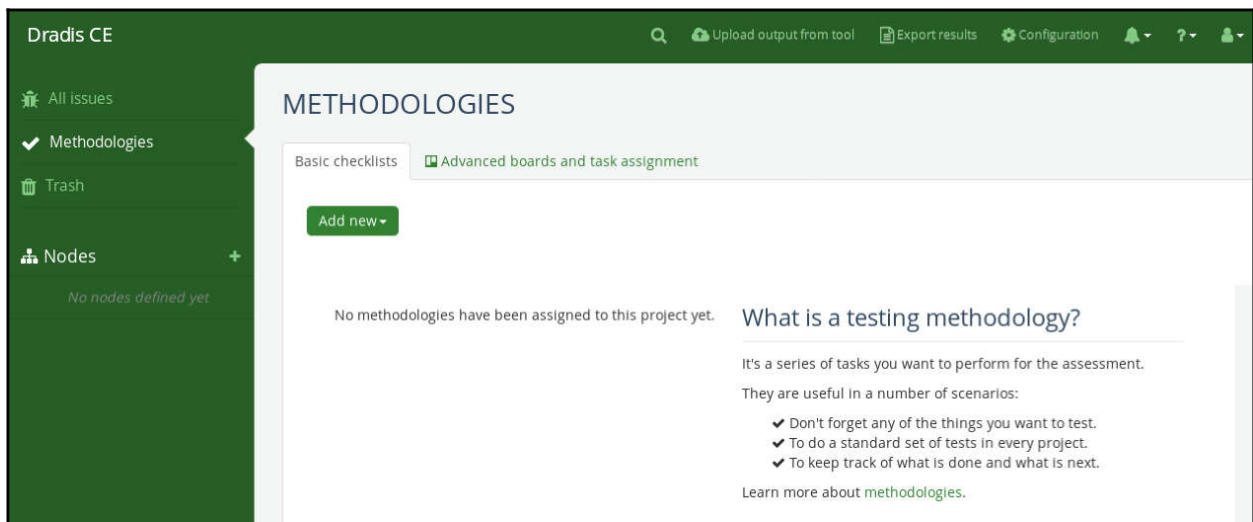 Dradis CE
Upload output from tool
Export results
Configuration
?
All issues
Methodologies
Trash
Nodes
+
No nodes defined yet
METHODOLOGIES
Basic checklists
Advanced boards and task assignment
Add new
No methodologies have been assigned to this project yet.
What is a testing methodology?
It's a series of tasks you want to perform for the assessment.
They are useful in a number of scenarios:
✔ Don't forget any of the things you want to test.
✔ To do a standard set of tests in every project.
✔ To keep track of what is done and what is next.
Learn more about methodologies.